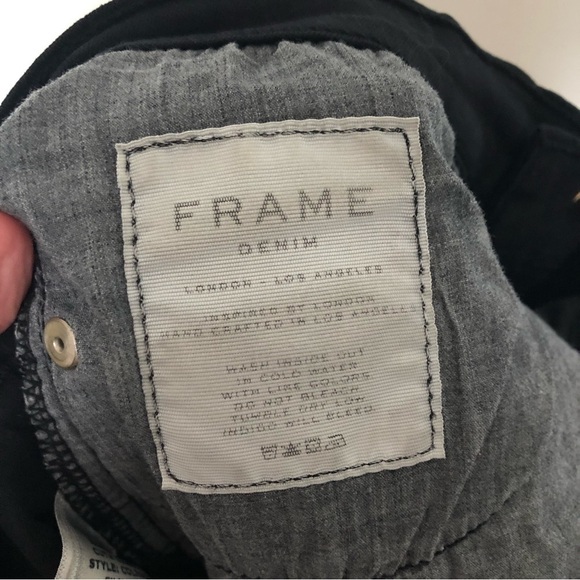 FRAME
DENIM
LONDON - LOS ANGELES
INSPIRED BY LONDON
HAND CRAFTED IN LOS ANGELES
WASH INSIDE OUT
IN COLD WATER
WITH LIKE COLORS
DO NOT BLEACH
TUMBLE DRY LOW
INDIGO WILL BLEED.
STYLE: